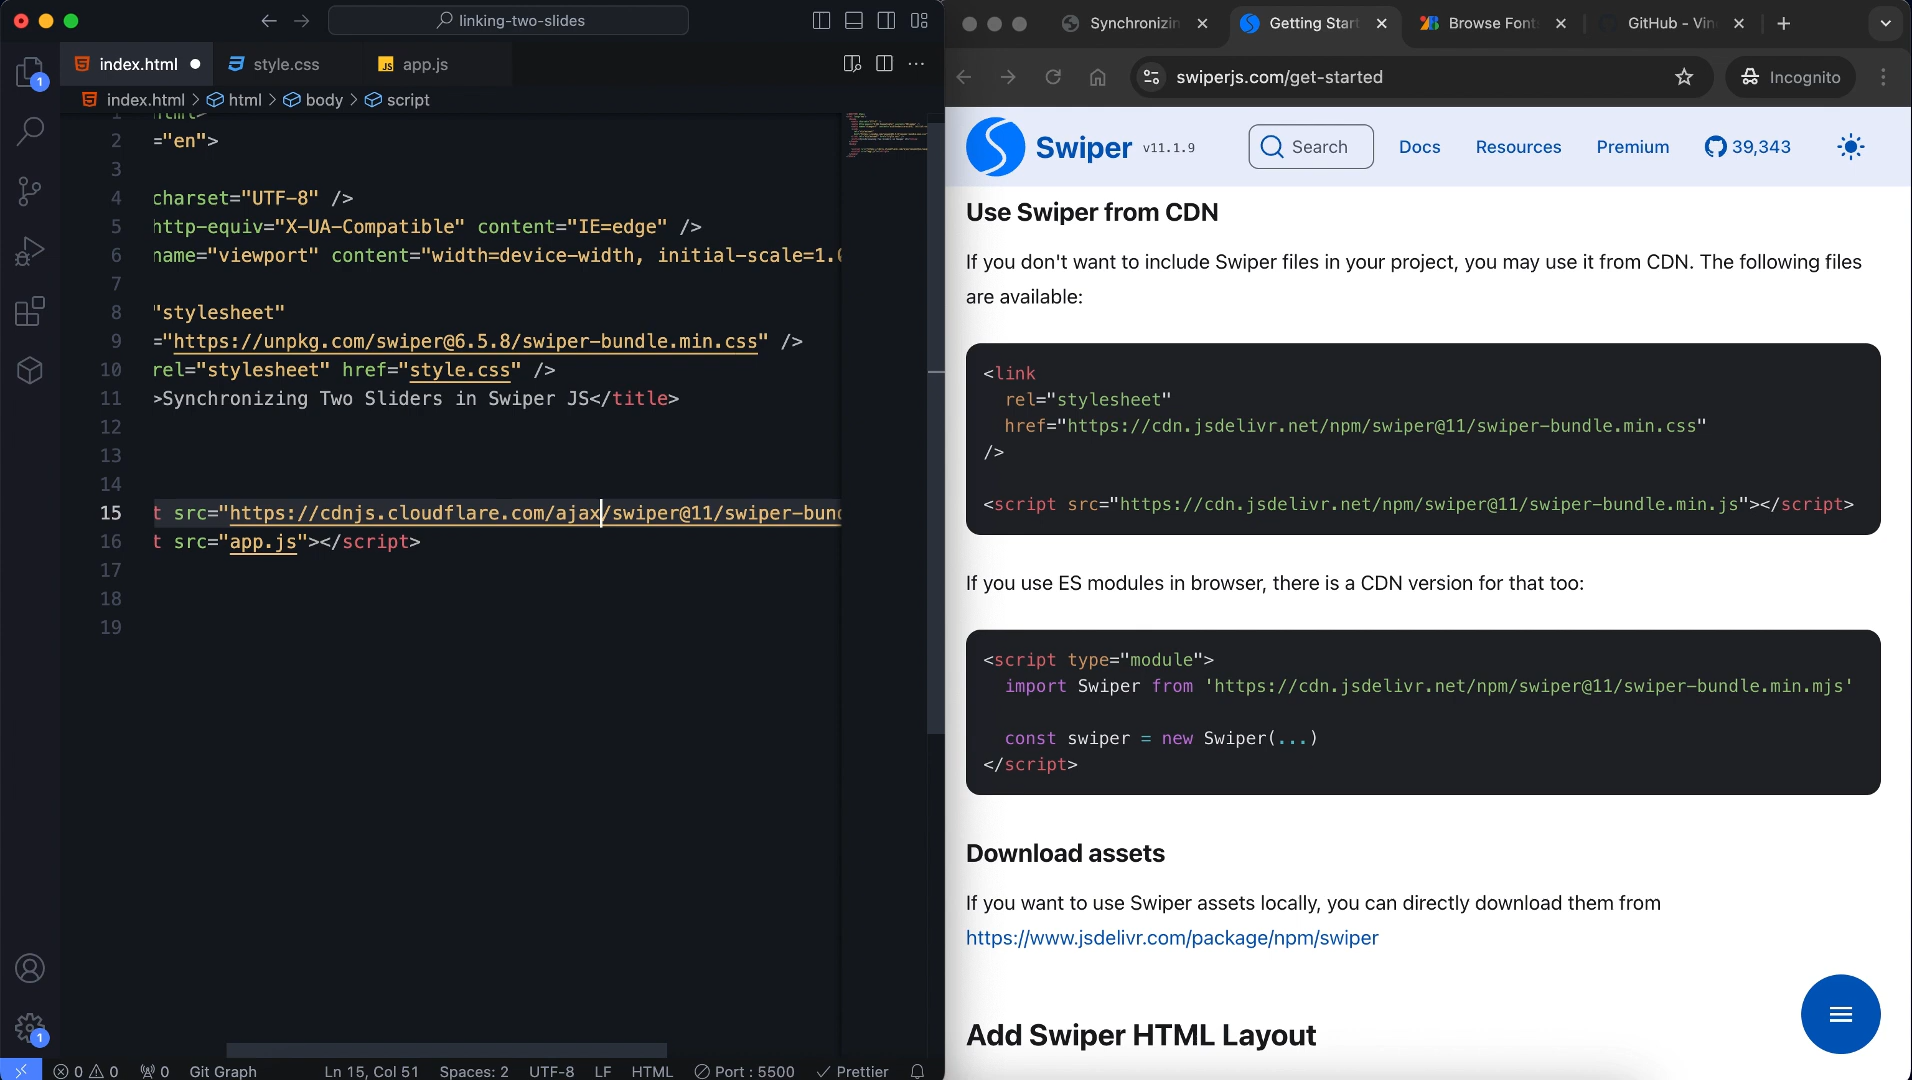 linking-two-slides
index.html
style.css
app.js
index.html > html > body > script
1
2 ="en">
3
4 charset="UTF-8" />
5 http-equiv="X-UA-Compatible" content="IE=edge" />
6 name="viewport" content="width=device-width, initial-scale=1.0
7
8 "stylesheet"
9 ="https://unpkg.com/swiper@6.5.8/swiper-bundle.min.css" />
10 rel="stylesheet" href="style.css" />
11 >Synchronizing Two Sliders in Swiper JS</title>
12
13
14
15 t src="https://cdnjs.cloudflare.com/ajax/swiper@11/swiper-bund
16 t src="app.js"></script>
17
18
19
1
1
0 0 0 Git Graph Ln 15, Col 51 Spaces: 2 UTF-8 LF HTML Port : 5500 Prettier
Synchronizin
Getting Start
Browse Fonts
GitHub - Vin
swiperjs.com/get-started
Incognito
Swiper v11.1.9
Search
Docs Resources Premium 39,343
Use Swiper from CDN
If you don't want to include Swiper files in your project, you may use it from CDN. The following files
are available:
<link
rel="stylesheet"
href="https://cdn.jsdelivr.net/npm/swiper@11/swiper-bundle.min.css"
/>
<script src="https://cdn.jsdelivr.net/npm/swiper@11/swiper-bundle.min.js"></script>
If you use ES modules in browser, there is a CDN version for that too:
<script type="module">
import Swiper from 'https://cdn.jsdelivr.net/npm/swiper@11/swiper-bundle.min.mjs'
const swiper = new Swiper(...)
</script>
Download assets
If you want to use Swiper assets locally, you can directly download them from
https://www.jsdelivr.com/package/npm/swiper
Add Swiper HTML Layout